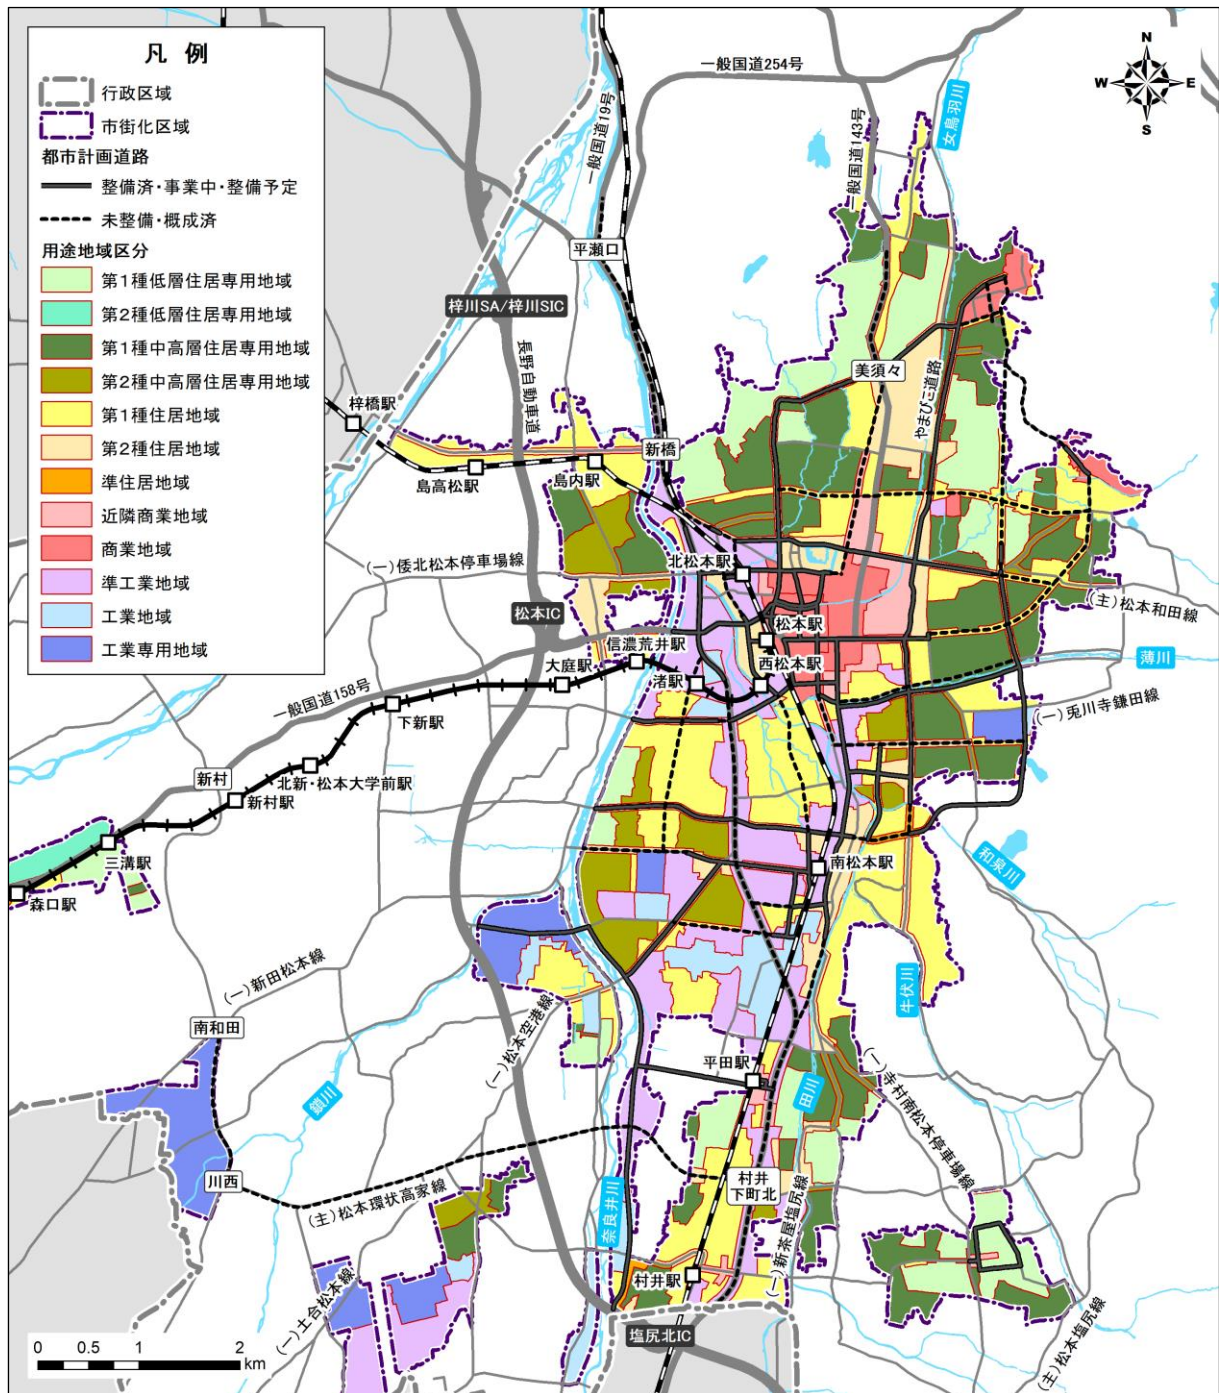 凡 例
行政区域
市街化区域
都市計画道路
整備済・事業中・整備予定
未整備・概成済
用途地域区分
第1種低層住居専用地域
第2種低層住居専用地域
第1種中高層住居専用地域
第2種中高層住居専用地域
第1種住居地域
第2種住居地域
準住居地域
近隣商業地域
商業地域
準工業地域
工業地域
工業専用地域
N
W
E
S
一般国道254号
一般国道19号
一般国道143号
女鳥羽川
平瀬口
梓川SA/梓川SIC
長野自動車道
美須々
やまびこ道路
梓橋駅
新橋
島高松駅
島内駅
(一)倭北松本停車場線
北松本駅
松本IC
(主)松本和田線
松本駅
信濃荒井駅
西松本駅
薄川
大庭駅
渚駅
一般国道158号
下新駅
(一)兎川寺鎌田線
新村
北新・松本大学前駅
新村駅
三溝駅
森口駅
南松本駅
和泉川
(一)新田松本線
牛伏川
南和田
(一)松本空港線
平田駅
田川
鎖川
(一)寺村南松本停車場線
川西
(主)松本環状高家線
村井
下町北
奈良井川
(一)新茶屋塩尻線
村井駅
(一)土合松本線
塩尻北IC
(主)松本塩尻線
0 0.5 1 2
km